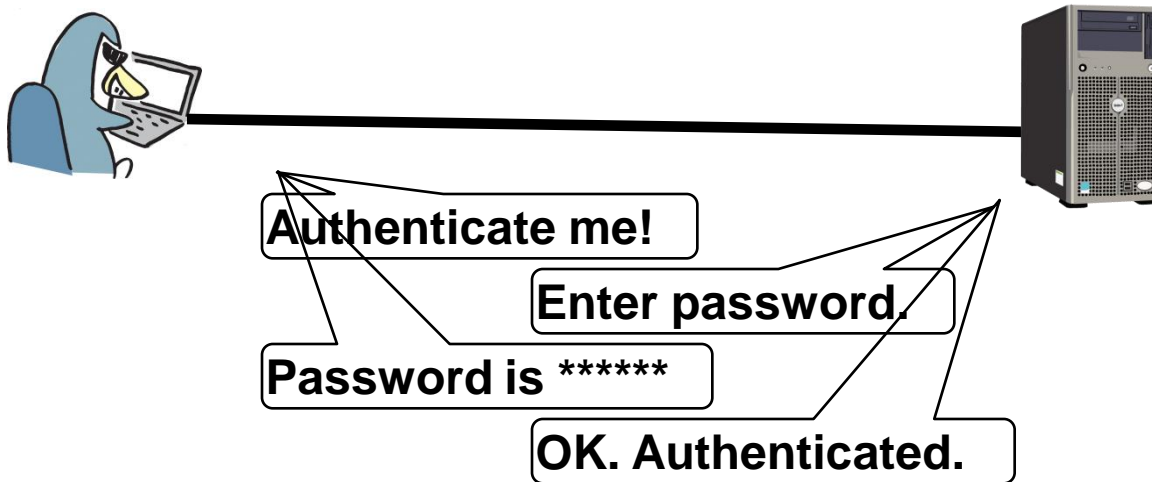 Authenticate me!
Enter password.
Password is ******
OK. Authenticated.